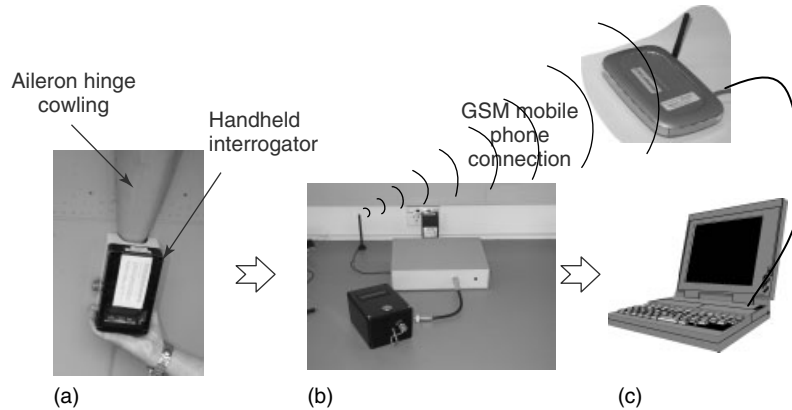 Aileron hinge
cowling
Handheld
interrogator
GSM mobile
phone
connection
(a)
(b)
(c)